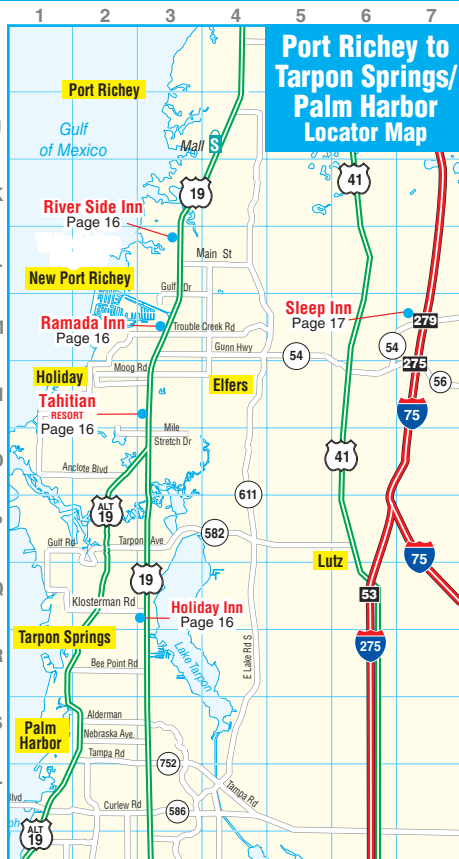 1 2 3 4 5 6 7
Port Richey to
Tarpon Springs/
Palm Harbor
Locator Map
Port Richey
Gulf
of Mexico
Mall
S
41
19
K
River Side Inn
Page 16
Main St
New Port Richey
Gulf Dr
Sleep Inn
Page 17
279
M
Ramada Inn
Page 16
Trouble Creek Rd
54
Gunn Hwy
54
275
Moog Rd
56
Holiday
Elfers
N
Tahitian
RESORT
Page 16
75
Mile
Stretch Dr
41
O
Anclote Blvd
611
ALT
19
P
582
Gulf Rd
Tarpon Ave
Lutz
75
19
53
Q
Klosterman Rd
Holiday Inn
Page 16
Tarpon Springs
275
R
Lake Tarpon
E Lake Rd S
Bee Point Rd
Alderman
S
Palm
Harbor
Nebraska Ave.
Tampa Rd
752
Tampa Rd
Blvd
Curlew Rd
586
ALT
19